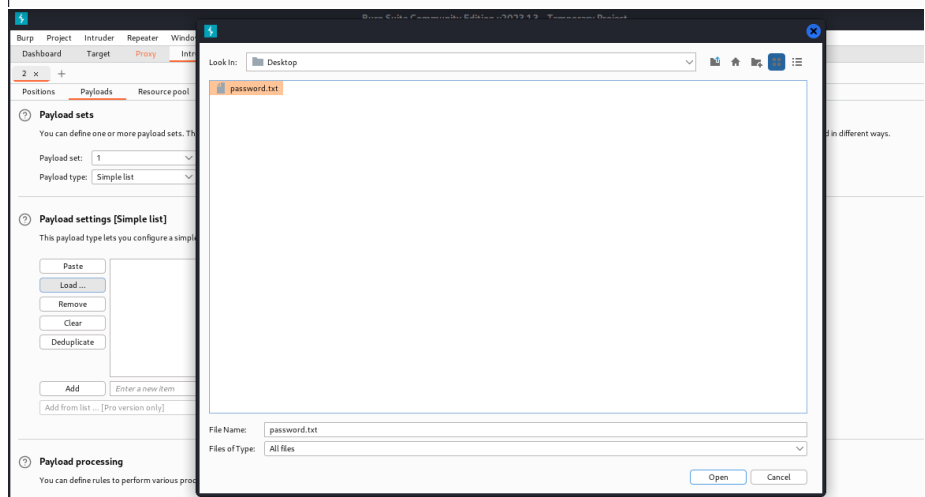 Burp Suite Community Edition v2023.1.3 - Temporary Project
Burp Project Intruder Repeater Windo
Dashboard Target Proxy Intr
2 × +
Positions Payloads Resource pool
Payload sets
You can define one or more payload sets. Th
d in different ways.
Payload set: 1
Payload type: Simple list
Payload settings [Simple list]
This payload type lets you configure a simple
Paste
Load ...
Remove
Clear
Deduplicate
Add Enter a new item
Add from list ... [Pro version only]
Payload processing
You can define rules to perform various proc
Look In: Desktop
password.txt
File Name: password.txt
Files of Type: All files
Open Cancel